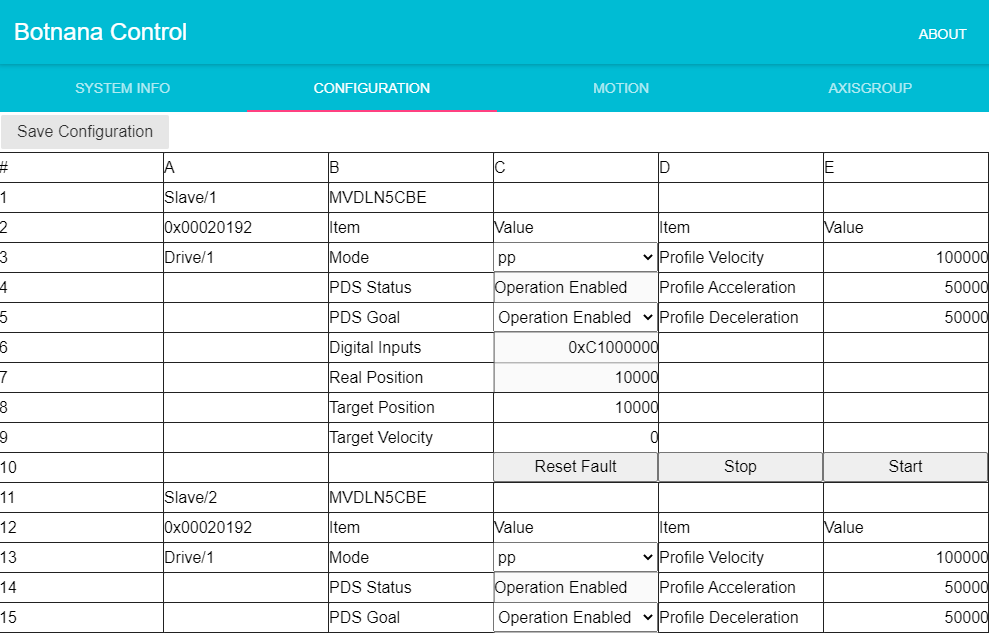 Botnana Control
ABOUT
SYSTEM INFO CONFIGURATION MOTION AXISGROUP
Save Configuration
# A B C D E
1 Slave/1 MVDLN5CBE
2 0x00020192 Item Value Item Value
3 Drive/1 Mode pp Profile Velocity 100000
4 PDS Status Operation Enabled Profile Acceleration 50000
5 PDS Goal Operation Enabled Profile Deceleration 50000
6 Digital Inputs 0xC1000000
7 Real Position 10000
8 Target Position 10000
9 Target Velocity 0
10 Reset Fault Stop Start
11 Slave/2 MVDLN5CBE
12 0x00020192 Item Value Item Value
13 Drive/1 Mode pp Profile Velocity 100000
14 PDS Status Operation Enabled Profile Acceleration 50000
15 PDS Goal Operation Enabled Profile Deceleration 50000